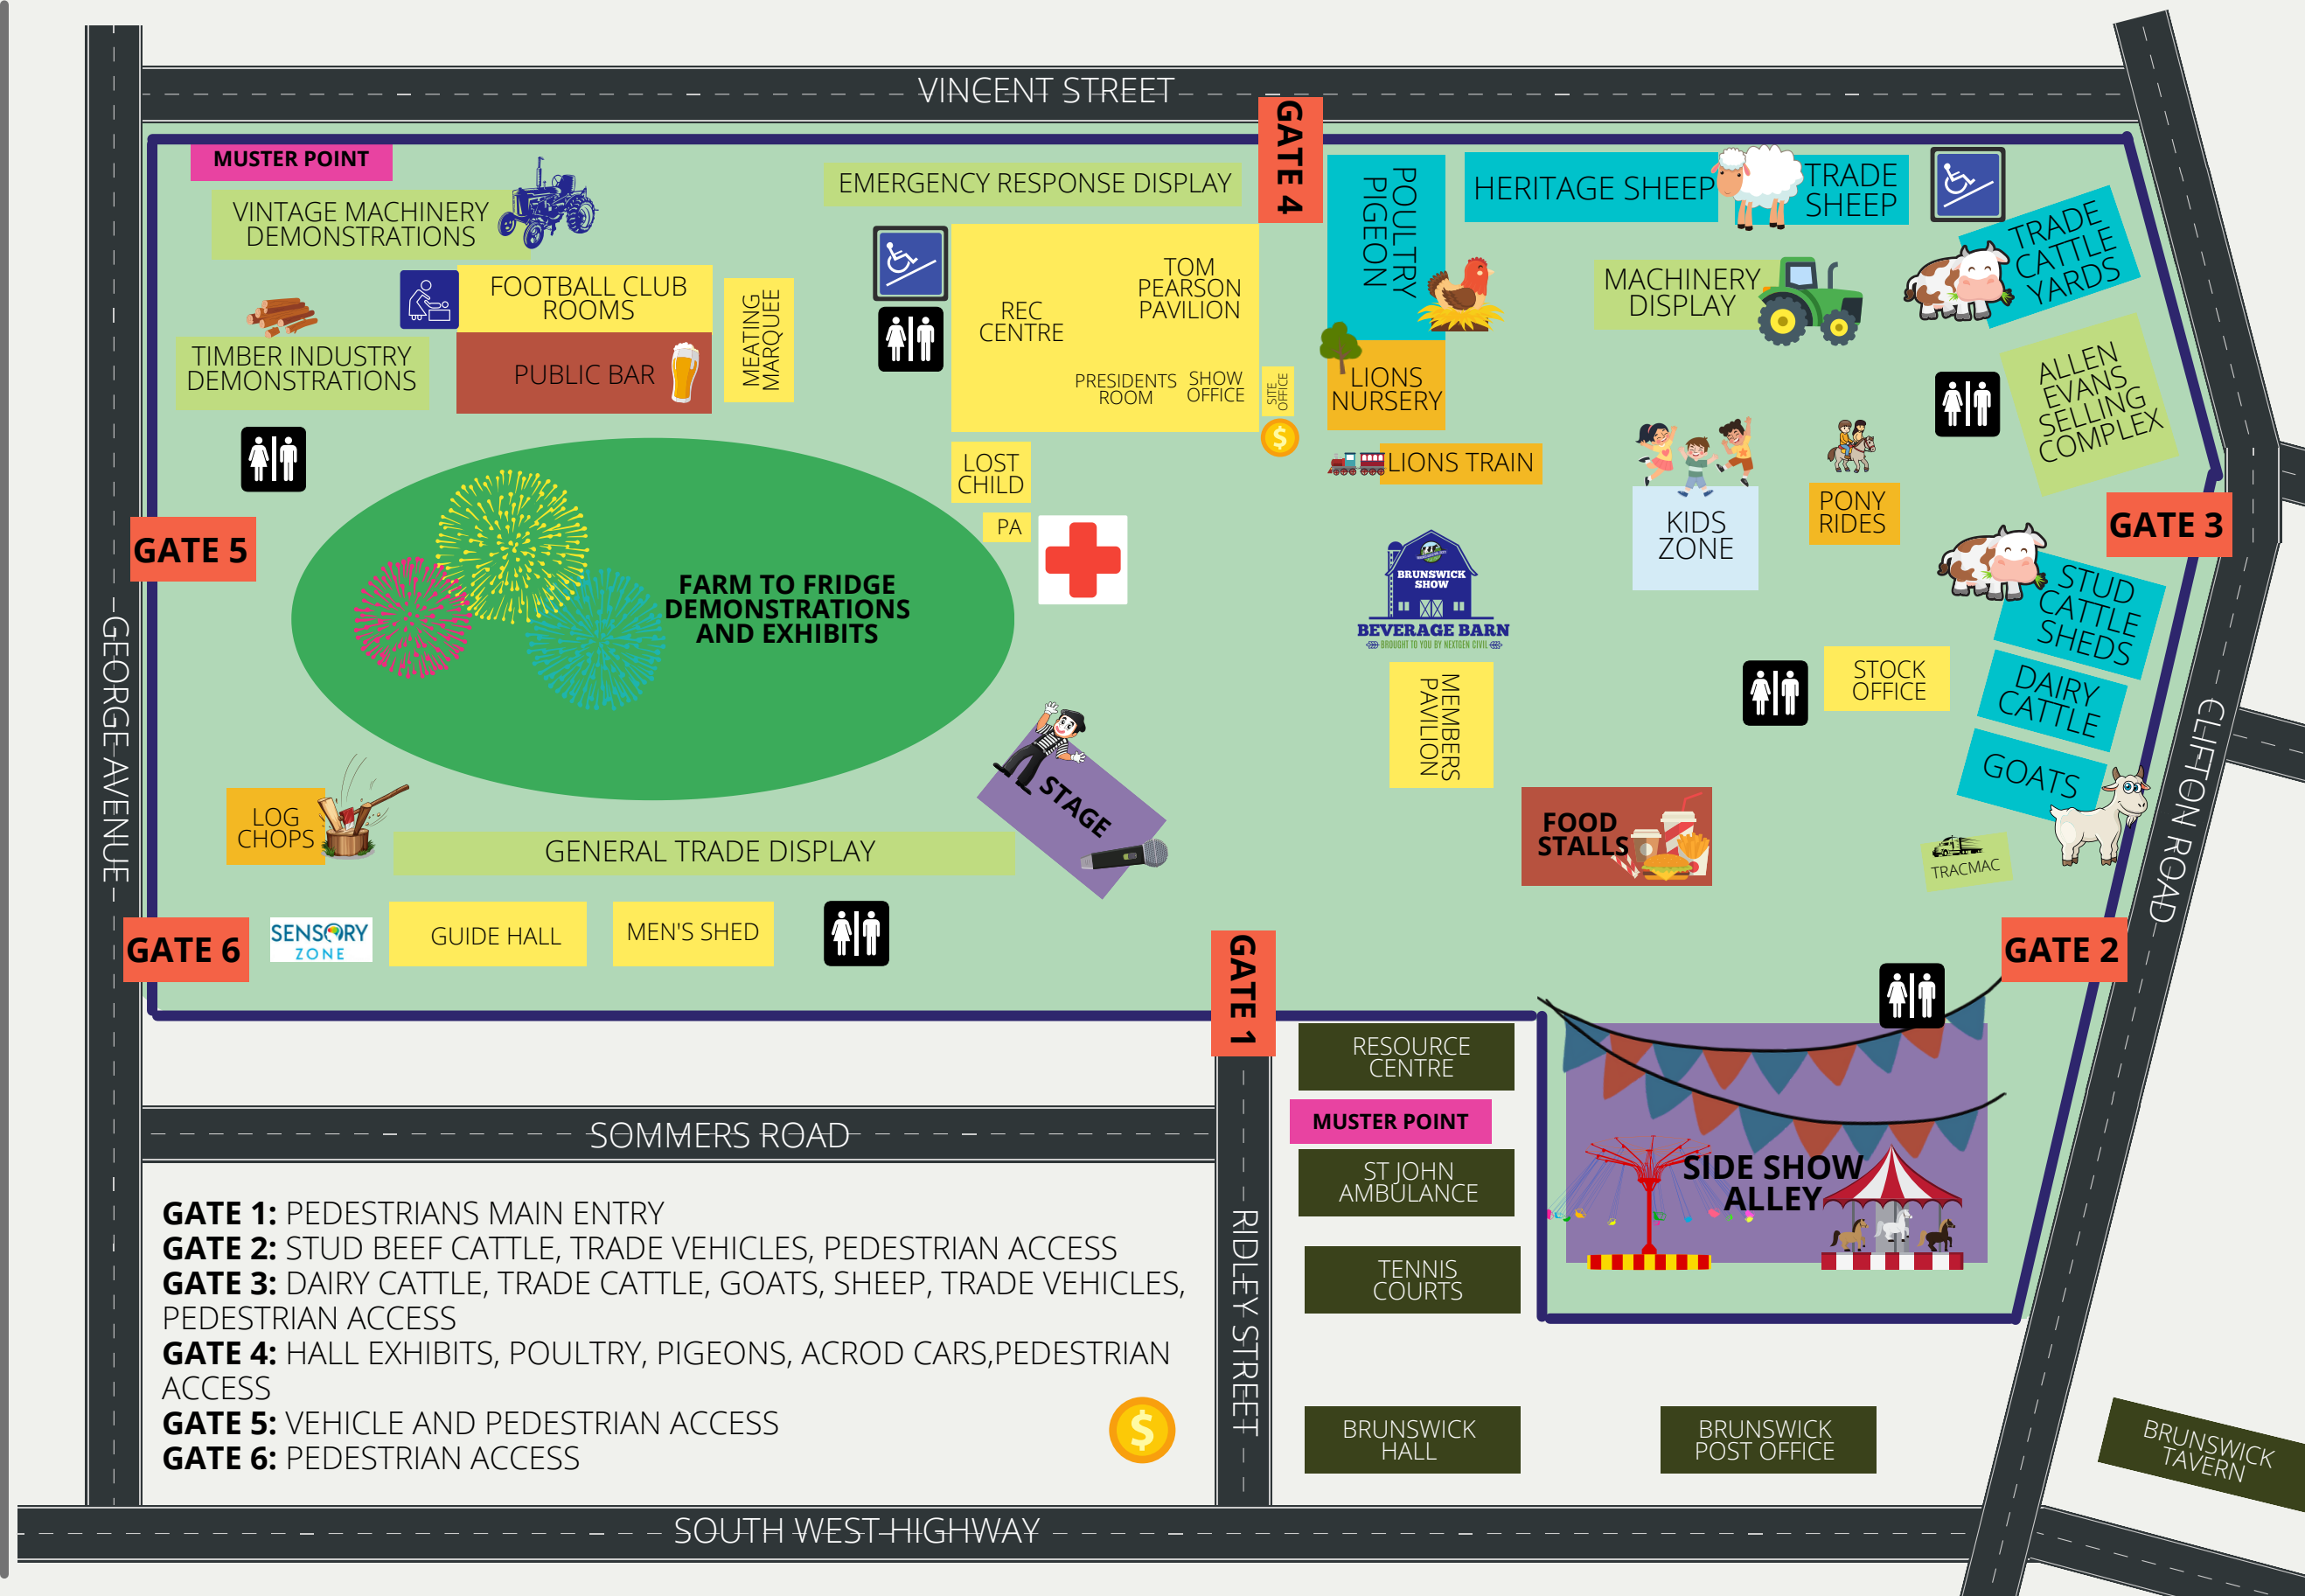 VINCENT STREET
GATE 4
MUSTER POINT
VINTAGE MACHINERY
DEMONSTRATIONS
EMERGENCY RESPONSE DISPLAY
POULTRY
PIGEON
HERITAGE SHEEP
TRADE
SHEEP
TRADE
CATTLE
YARDS
FOOTBALL CLUB
ROOMS
MEATING
MARQUEE
TOM
PEARSON
PAVILION
REC
CENTRE
MACHINERY
DISPLAY
TIMBER INDUSTRY
DEMONSTRATIONS
PUBLIC BAR
PRESIDENTS
ROOM
SHOW
OFFICE
SITE
OFFICE
$
LIONS
NURSERY
ALLEN
EVANS
SELLING
COMPLEX
LOST
CHILD
LIONS TRAIN
PA
KIDS
ZONE
PONY
RIDES
GATE 3
GATE 5
FARM TO FRIDGE
DEMONSTRATIONS
AND EXHIBITS
BRUNSWICK
SHOW
BEVERAGE BARN
BROUGHT TO YOU BY NEXTGEN CIVIL
STUD
CATTLE
SHEDS
GEORGE AVENUE
MEMBERS
PAVILION
STOCK
OFFICE
DAIRY
CATTLE
GOATS
CLIFTON ROAD
STAGE
LOG
CHOPS
GENERAL TRADE DISPLAY
FOOD
STALLS
TRACMAC
GATE 6
SENSORY
ZONE
GUIDE HALL
MEN'S SHED
GATE 1
GATE 2
RESOURCE
CENTRE
MUSTER POINT
SOMMERS ROAD
ST JOHN
AMBULANCE
SIDE SHOW
ALLEY
TENNIS
COURTS
RIDLEY STREET
GATE 1: PEDESTRIANS MAIN ENTRY
GATE 2: STUD BEEF CATTLE, TRADE VEHICLES, PEDESTRIAN ACCESS
GATE 3: DAIRY CATTLE, TRADE CATTLE, GOATS, SHEEP, TRADE VEHICLES,
PEDESTRIAN ACCESS
GATE 4: HALL EXHIBITS, POULTRY, PIGEONS, ACROD CARS,PEDESTRIAN
ACCESS
GATE 5: VEHICLE AND PEDESTRIAN ACCESS
GATE 6: PEDESTRIAN ACCESS
$
BRUNSWICK
HALL
BRUNSWICK
POST OFFICE
BRUNSWICK
TAVERN
SOUTH WEST HIGHWAY